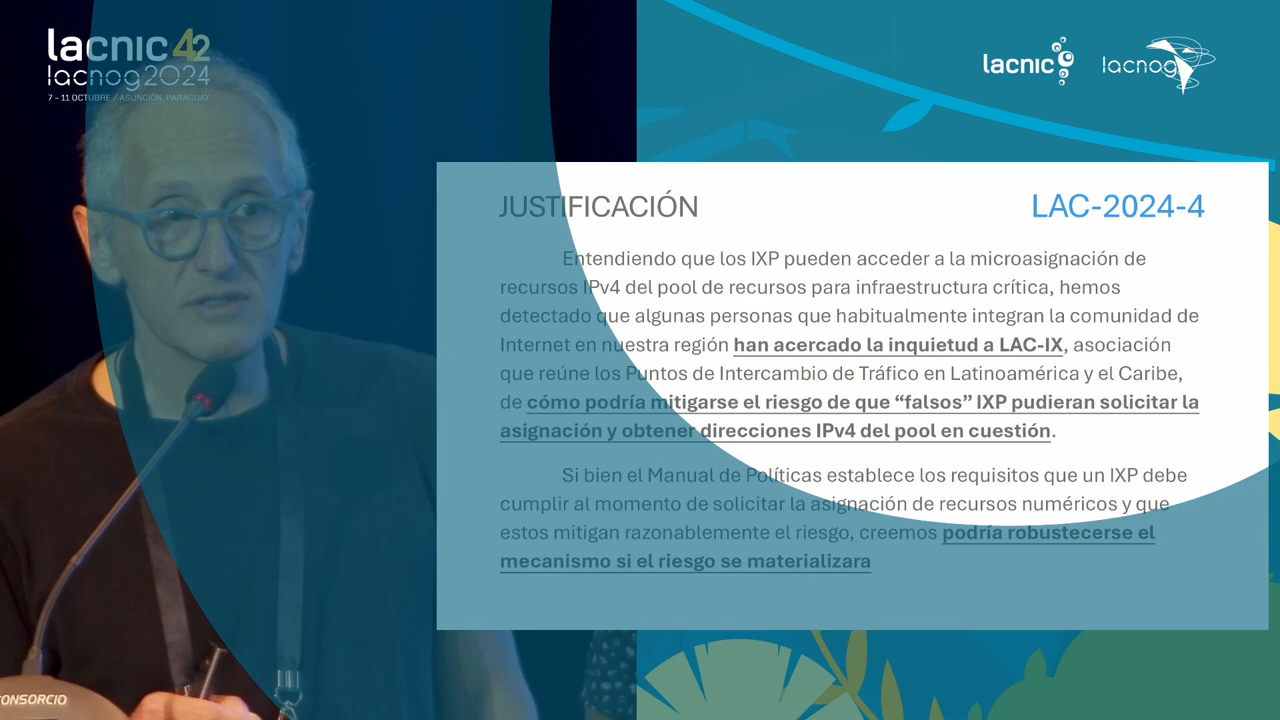 lacnic 42
lacnog2024
7 - 11 OCTUBRE / ASUNCIÓN, PARAGUAY
lacnic
lacnog
JUSTIFICACIÓN
LAC-2024-4
Entendiendo que los IXP pueden acceder a la microasignación de
recursos IPv4 del pool de recursos para infraestructura crítica, hemos
detectado que algunas personas que habitualmente integran la comunidad de
Internet en nuestra región han acercado la inquietud a LAC-IX, asociación
que reúne los Puntos de Intercambio de Tráfico en Latinoamérica y el Caribe,
de cómo podría mitigarse el riesgo de que “falsos” IXP pudieran solicitar la
asignación y obtener direcciones IPv4 del pool en cuestión.
Si bien el Manual de Políticas establece los requisitos que un IXP debe
cumplir al momento de solicitar la asignación de recursos numéricos y que
estos mitigan razonablemente el riesgo, creemos podría robustecerse el
mecanismo si el riesgo se materializara
CONSORCIO